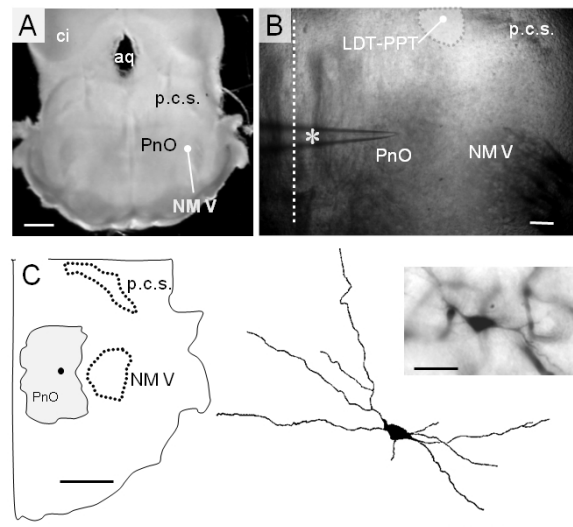 A
ci
aq
p.c.s.
PnO
NM V
B
p.c.s.
LDT-PPT
*
PnO
NM V
C
p.c.s.
NM V
PnO